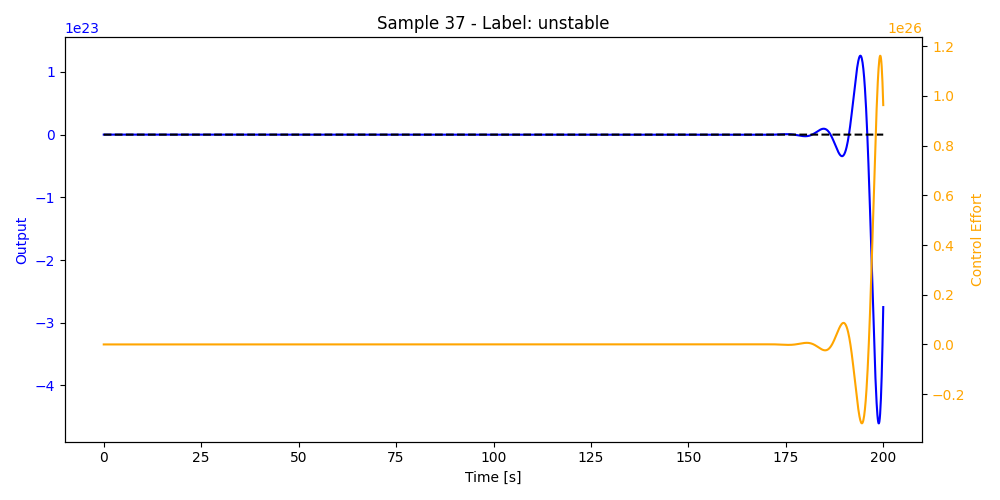 Sample 37 - Label: unstable
1e23
1e26
1
0
−1
−2
−3
−4
Output
1.2
1.0
0.8
0.6
0.4
0.2
0.0
−0.2
Control Effort
0 25 50 75 100 125 150 175 200
Time [s]